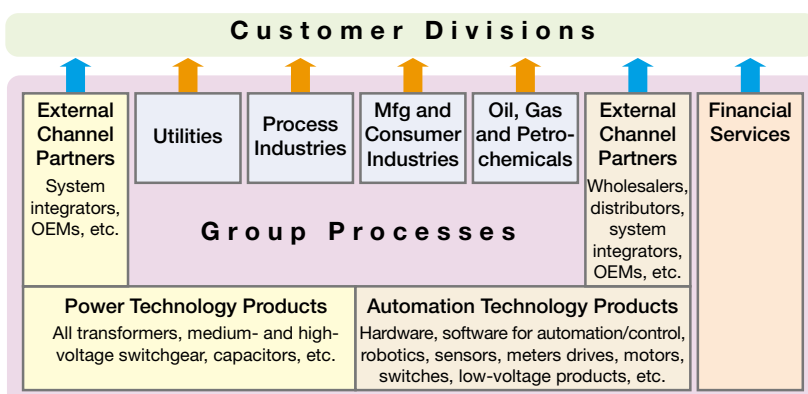 Customer Divisions
External
Channel
Partners
System
integrators,
OEMs, etc.
Utilities
Process
Industries
Mfg and
Consumer
Industries
Oil, Gas
and Petro-
chemicals
External
Channel
Partners
Wholesalers,
distributors,
system
integrators,
OEMs, etc.
Financial
Services
Group Processes
Power Technology Products
All transformers, medium- and high-
voltage switchgear, capacitors, etc.
Automation Technology Products
Hardware, software for automation/control,
robotics, sensors, meters drives, motors,
switches, low-voltage products, etc.